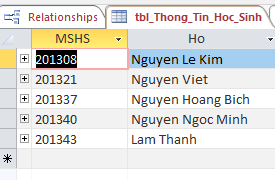 Relationships tbl_Thong_Tin_Hoc_Sinh
MSHS Ho
201308 Nguyen Le Kim
201321 Nguyen Viet
201337 Nguyen Hoang Bich
201340 Nguyen Ngoc Minh
201343 Lam Thanh